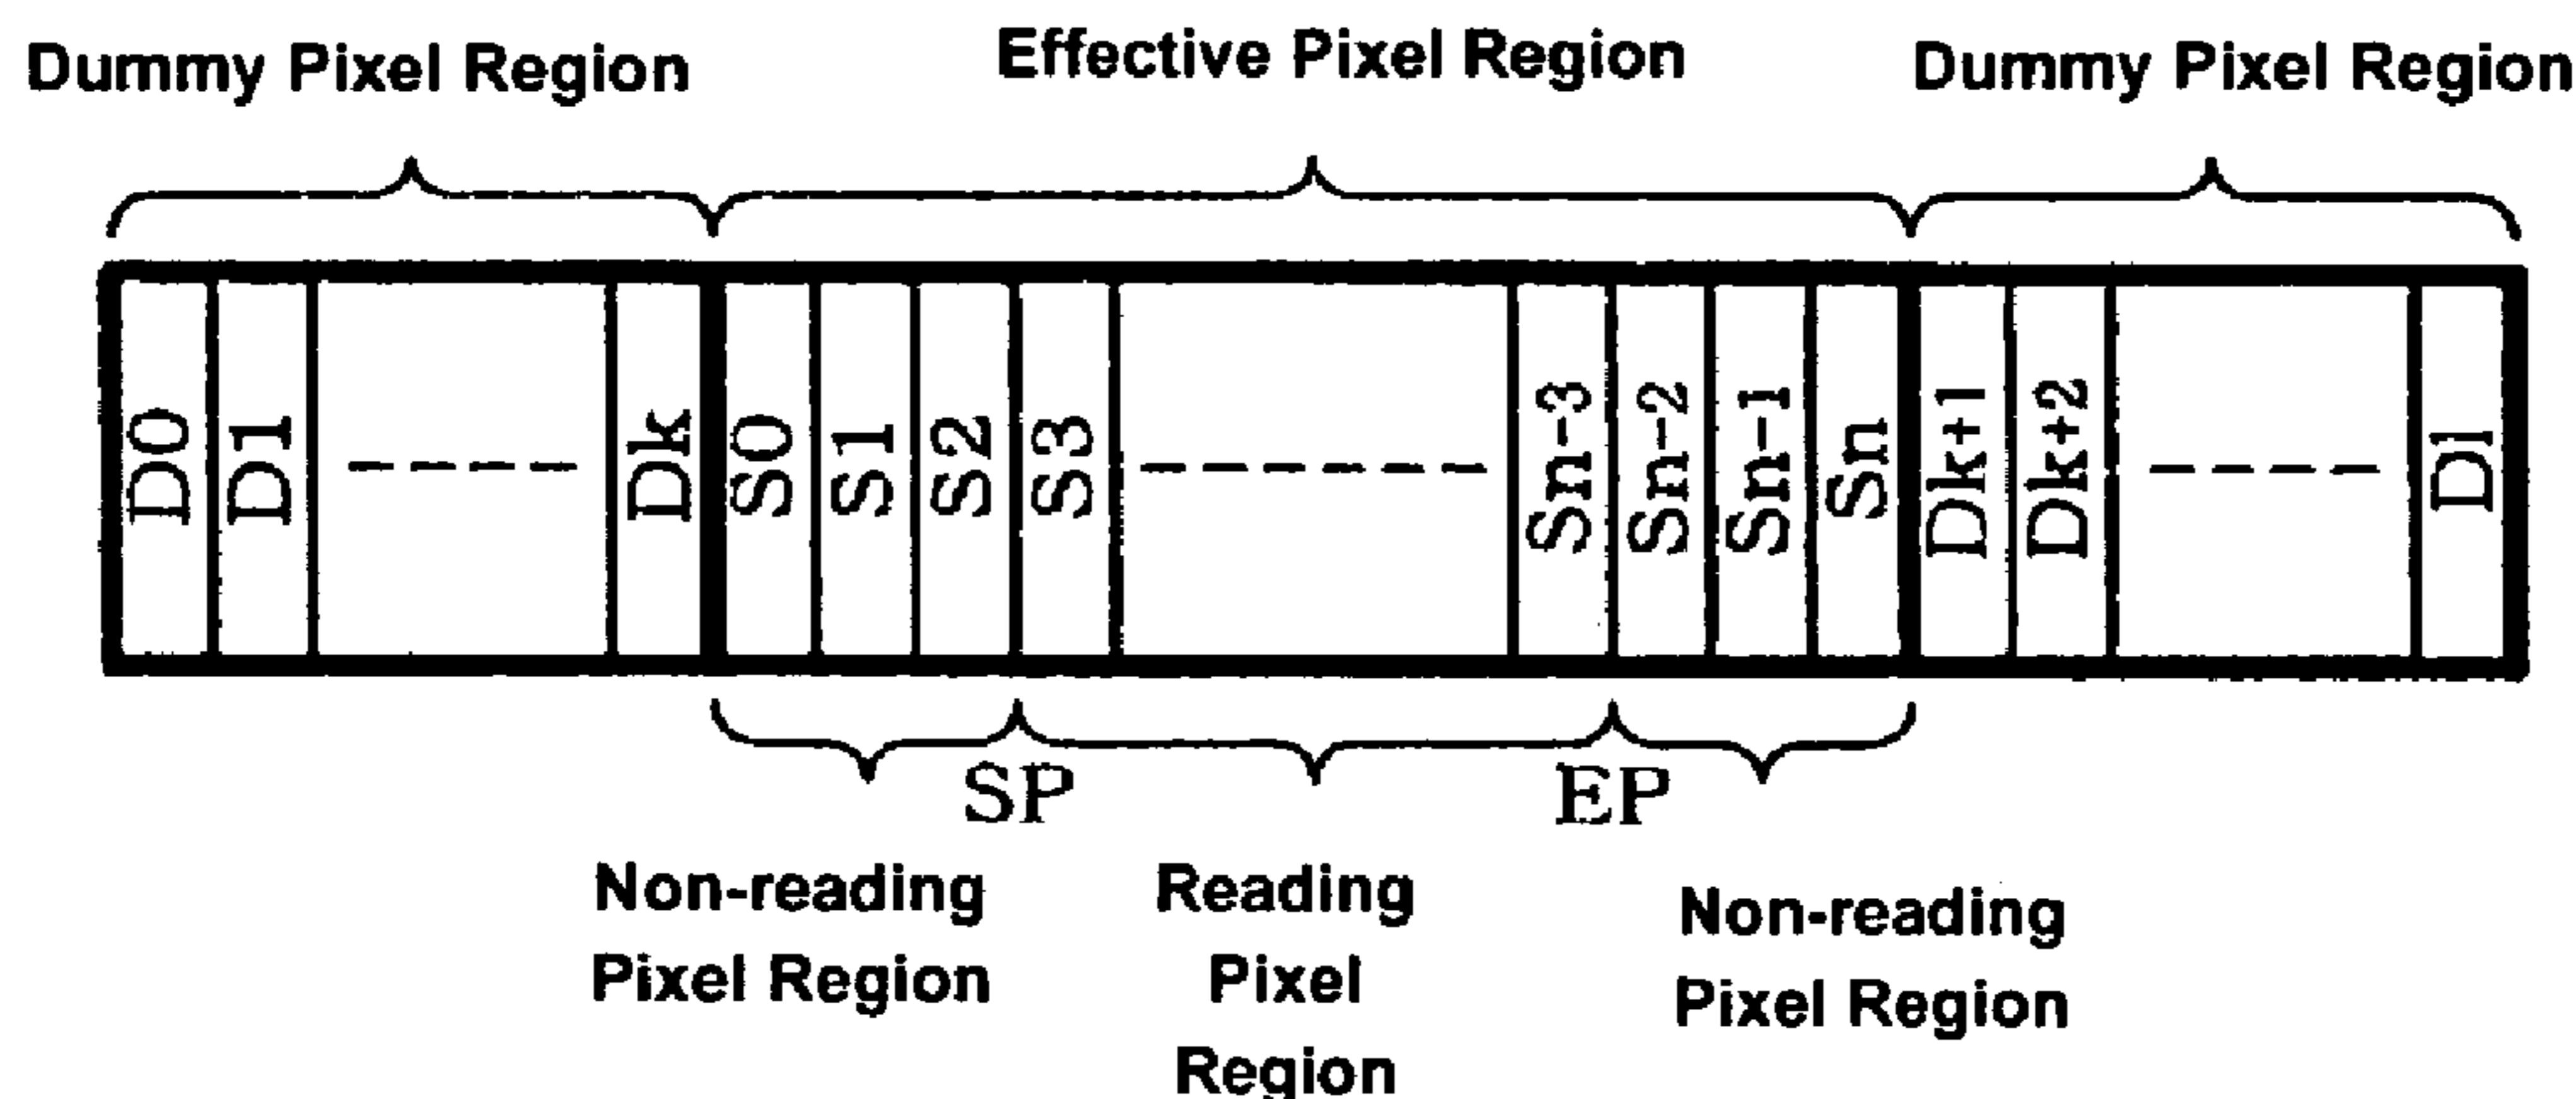 Dummy Pixel Region
Effective Pixel Region
Dummy Pixel Region
D0
D1
Dk
S0
S1
S2
S3
Sn-3
Sn-2
Sn-1
Sn
Dk+1
Dk+2
Dl
SP
EP
Non-reading
Pixel Region
Reading
Pixel
Region
Non-reading
Pixel Region